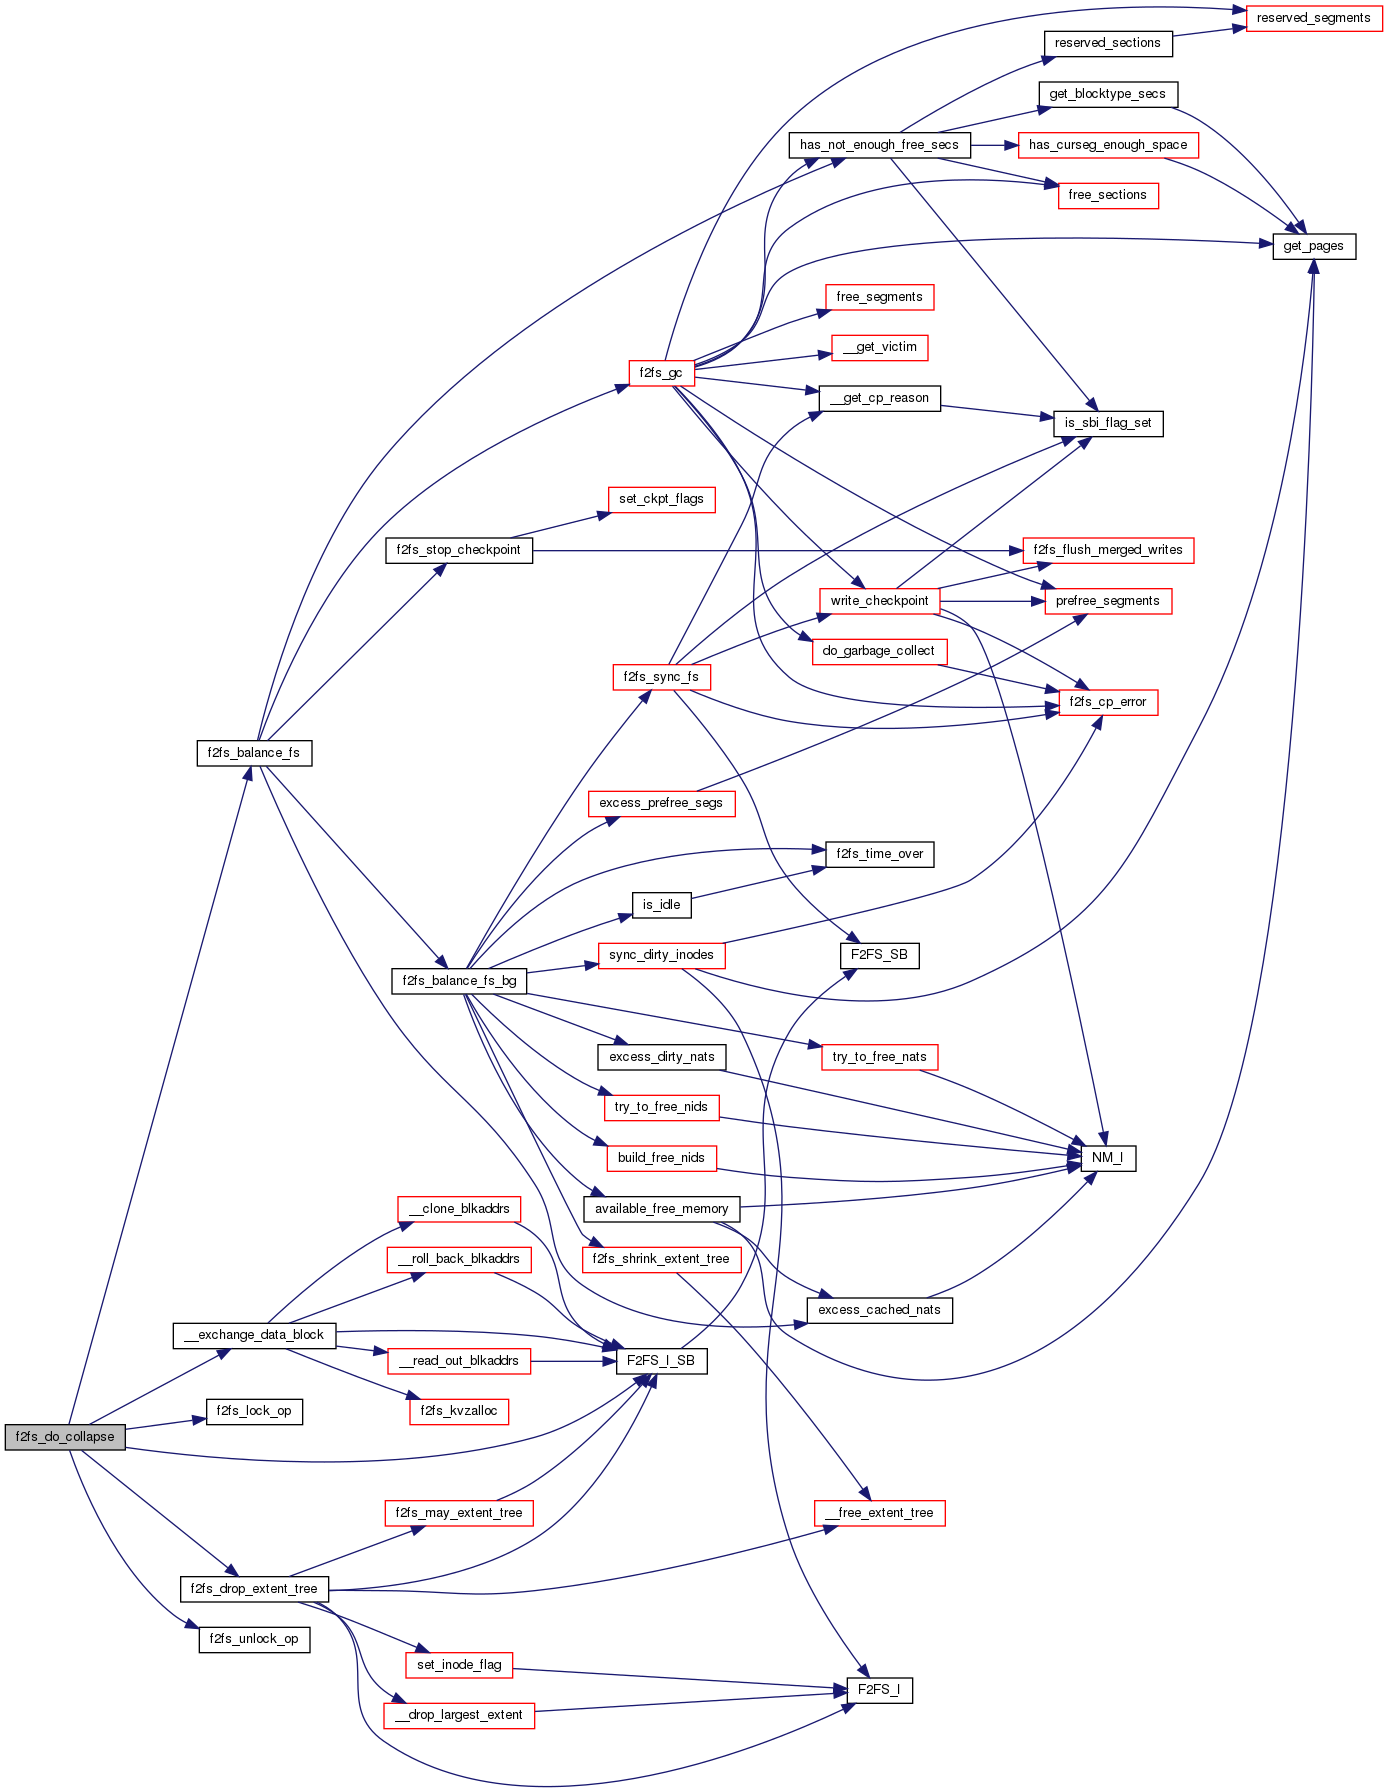 reserved_segments
reserved_sections
get_blocktype_secs
has_not_enough_free_secs
has_curseg_enough_space
free_sections
get_pages
free_segments
__get_victim
f2fs_gc
__get_cp_reason
is_sbi_flag_set
set_ckpt_flags
f2fs_stop_checkpoint
f2fs_flush_merged_writes
write_checkpoint
prefree_segments
do_garbage_collect
f2fs_sync_fs
f2fs_cp_error
f2fs_balance_fs
excess_prefree_segs
f2fs_time_over
is_idle
sync_dirty_inodes
F2FS_SB
f2fs_balance_fs_bg
excess_dirty_nats
try_to_free_nats
try_to_free_nids
build_free_nids
NM_I
__clone_blkaddrs
available_free_memory
__roll_back_blkaddrs
f2fs_shrink_extent_tree
excess_cached_nats
__exchange_data_block
__read_out_blkaddrs
F2FS_I_SB
f2fs_lock_op
f2fs_kvzalloc
f2fs_do_collapse
f2fs_may_extent_tree
__free_extent_tree
f2fs_drop_extent_tree
f2fs_unlock_op
set_inode_flag
F2FS_I
__drop_largest_extent